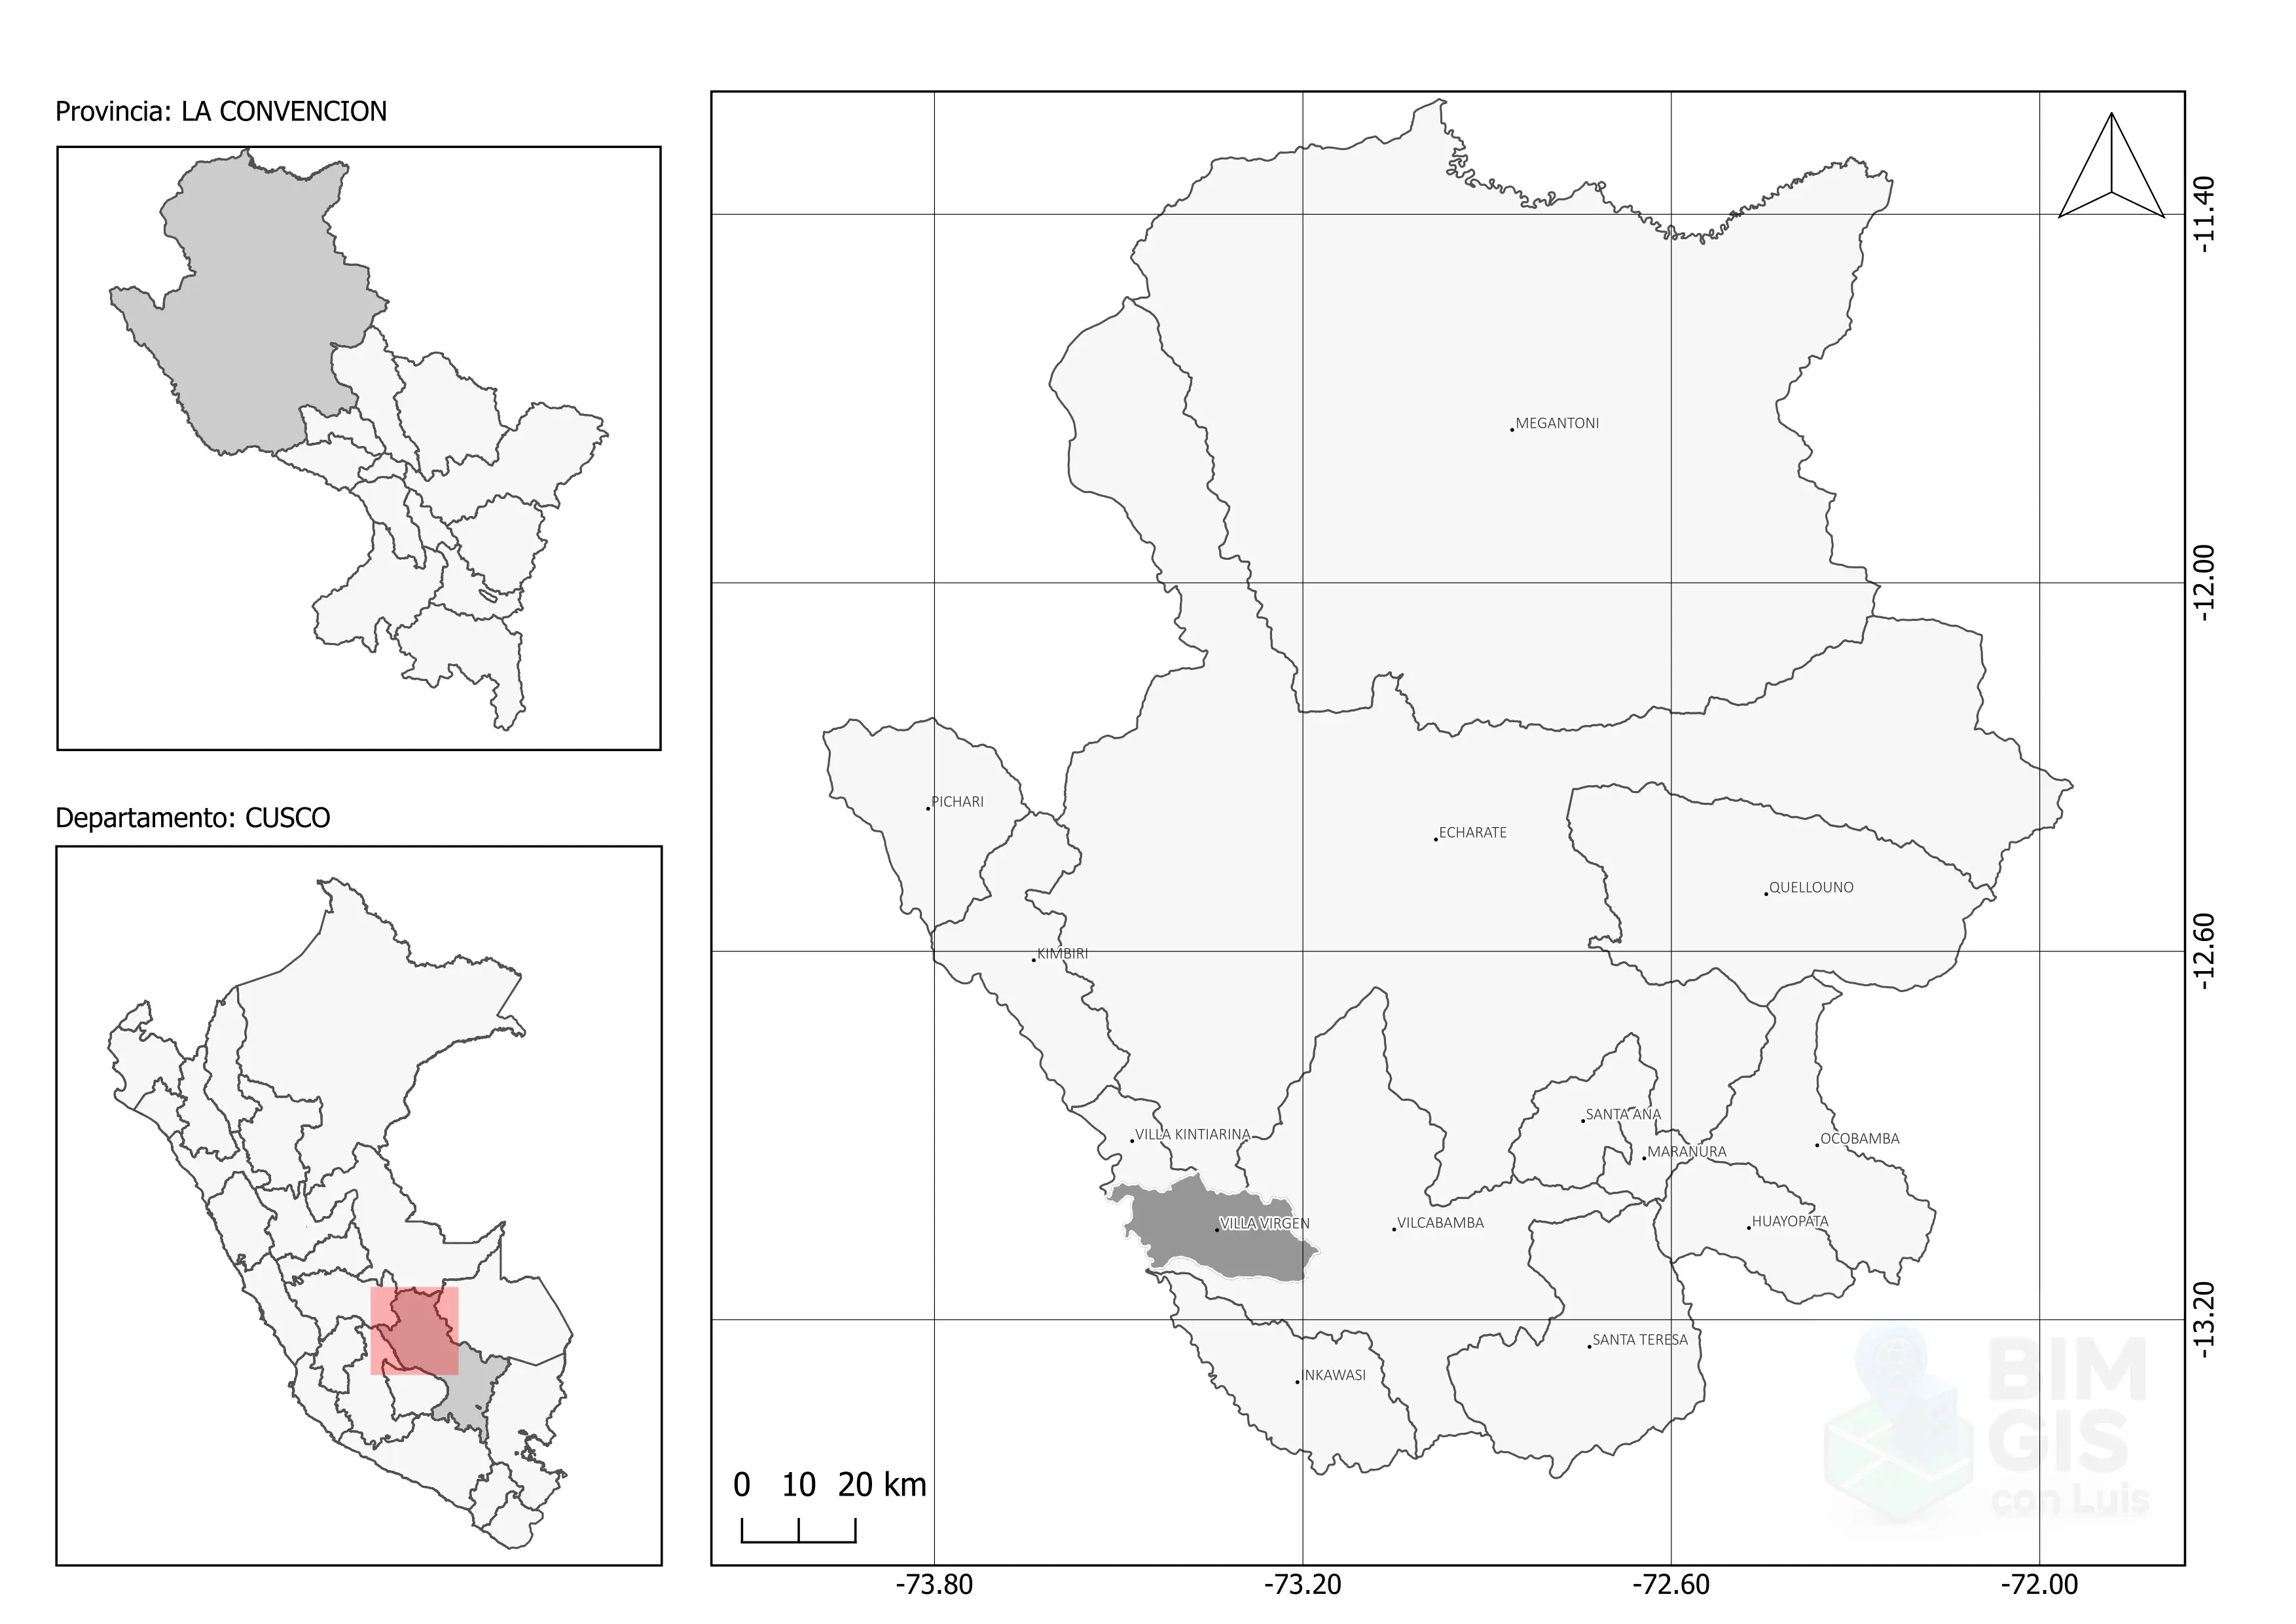 Provincia: LA CONVENCION
Departamento: CUSCO
MEGANTONI
PICHARI
ECHARATE
QUELLOUNO
KIMBIRI
SANTA ANA
VILLA KINTIARINA
OCOBAMBA
MARANURA
VILLA VIRGEN
VILCABAMBA
HUAYOPATA
SANTA TERESA
INKAWASI
0 10 20 km
-11.40
-12.00
-12.60
-13.20
-73.80 -73.20 -72.60 -72.00
BIM
GIS
con Luis